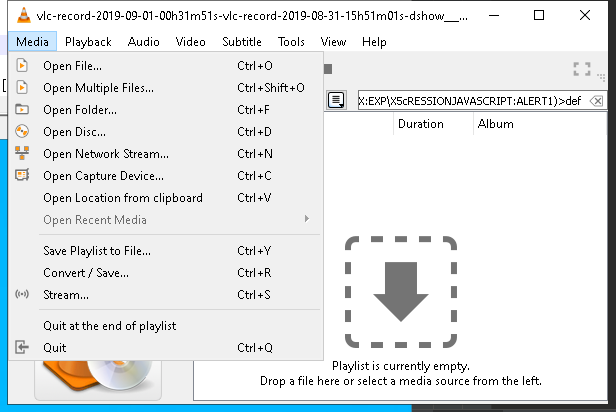 vlc-record-2019-09-01-00h31m51s-vlc-record-2019-08-31-15h51m01s-dshow__...
Media Playback Audio Video Subtitle Tools View Help
Open File... Ctrl+O
Open Multiple Files... Ctrl+Shift+O
Open Folder... Ctrl+F
X:EXP\X5cRESSIONJAVASCRIPT:ALERT1)>def
Open Disc... Ctrl+D
Duration Album
Open Network Stream... Ctrl+N
Open Capture Device... Ctrl+C
Open Location from clipboard Ctrl+V
Open Recent Media
Save Playlist to File... Ctrl+Y
Convert / Save... Ctrl+R
Stream... Ctrl+S
Quit at the end of playlist
Quit Ctrl+Q
Playlist is currently empty.
Drop a file here or select a media source from the left.